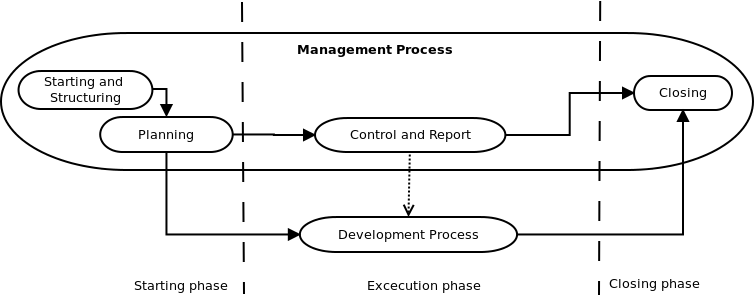 Management Process
Starting and
Structuring
Closing
Planning
Control and Report
Development Process
Starting phase
Excecution phase
Closing phase